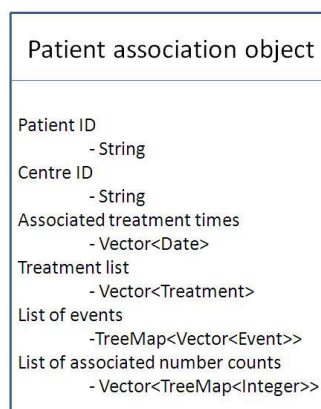 Patient association object
Patient ID
- String
Centre ID
- String
Associated treatment times
- Vector<Date>
Treatment list
- Vector<Treatment>
List of events
-TreeMap<Vector<Event>>
List of associated number counts
- Vector<TreeMap<Integer>>